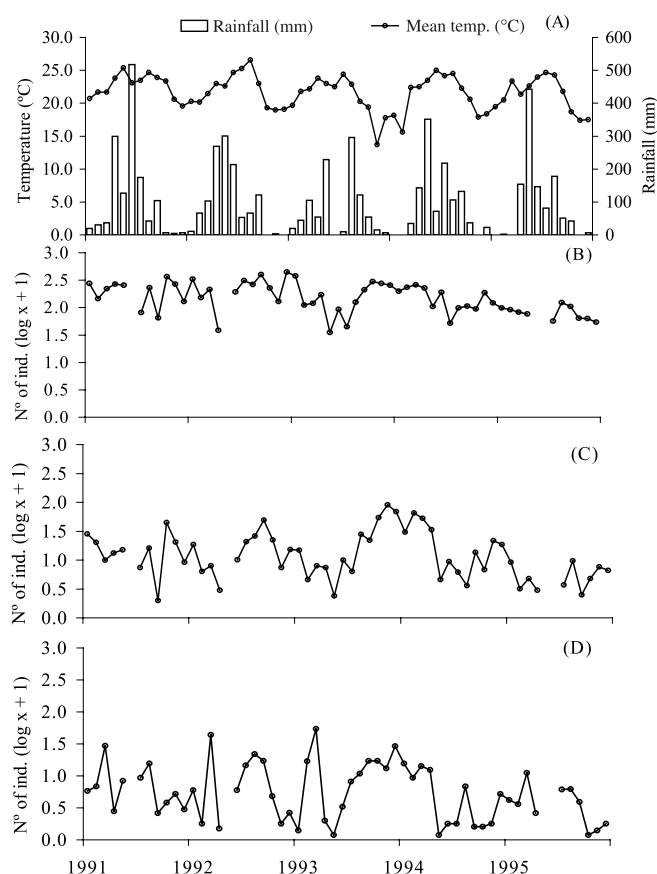 Rainfall (mm) Mean temp. (°C) (A)
30.0 600
25.0 500
20.0 400
15.0 300
10.0 200
5.0 100
0.0 0
Temperature (ºC)
Rainfall (mm)
(B)
3.0
2.5
2.0
1.5
1.0
0.5
0.0
Nº of ind. (log x + 1)
(C)
3.0
2.5
2.0
1.5
1.0
0.5
0.0
Nº of ind. (log x + 1)
(D)
3.0
2.5
2.0
1.5
1.0
0.5
0.0
Nº of ind. (log x + 1)
1991 1992 1993 1994 1995